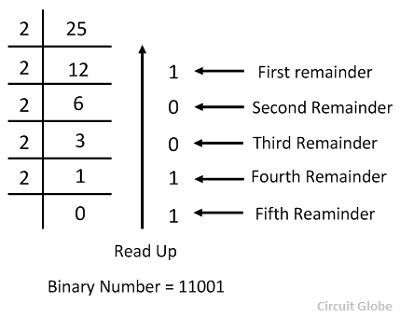 2 25
2 12 1 First remainder
2 6 0 Second Remainder
2 3 0 Third Remainder
2 1 1 Fourth Remainder
0 1 Fifth Reaminder
Read Up
Binary Number = 11001
Circuit Globe